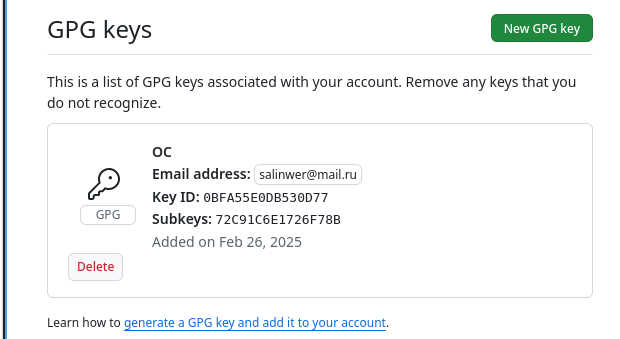 GPG keys
New GPG key
This is a list of GPG keys associated with your account. Remove any keys that you
do not recognize.
OC
Email address: salinwer@mail.ru
Key ID: 0BFA55E0DB530D77
GPG
Subkeys: 72C91C6E1726F78B
Added on Feb 26, 2025
Delete
Learn how to generate a GPG key and add it to your account.